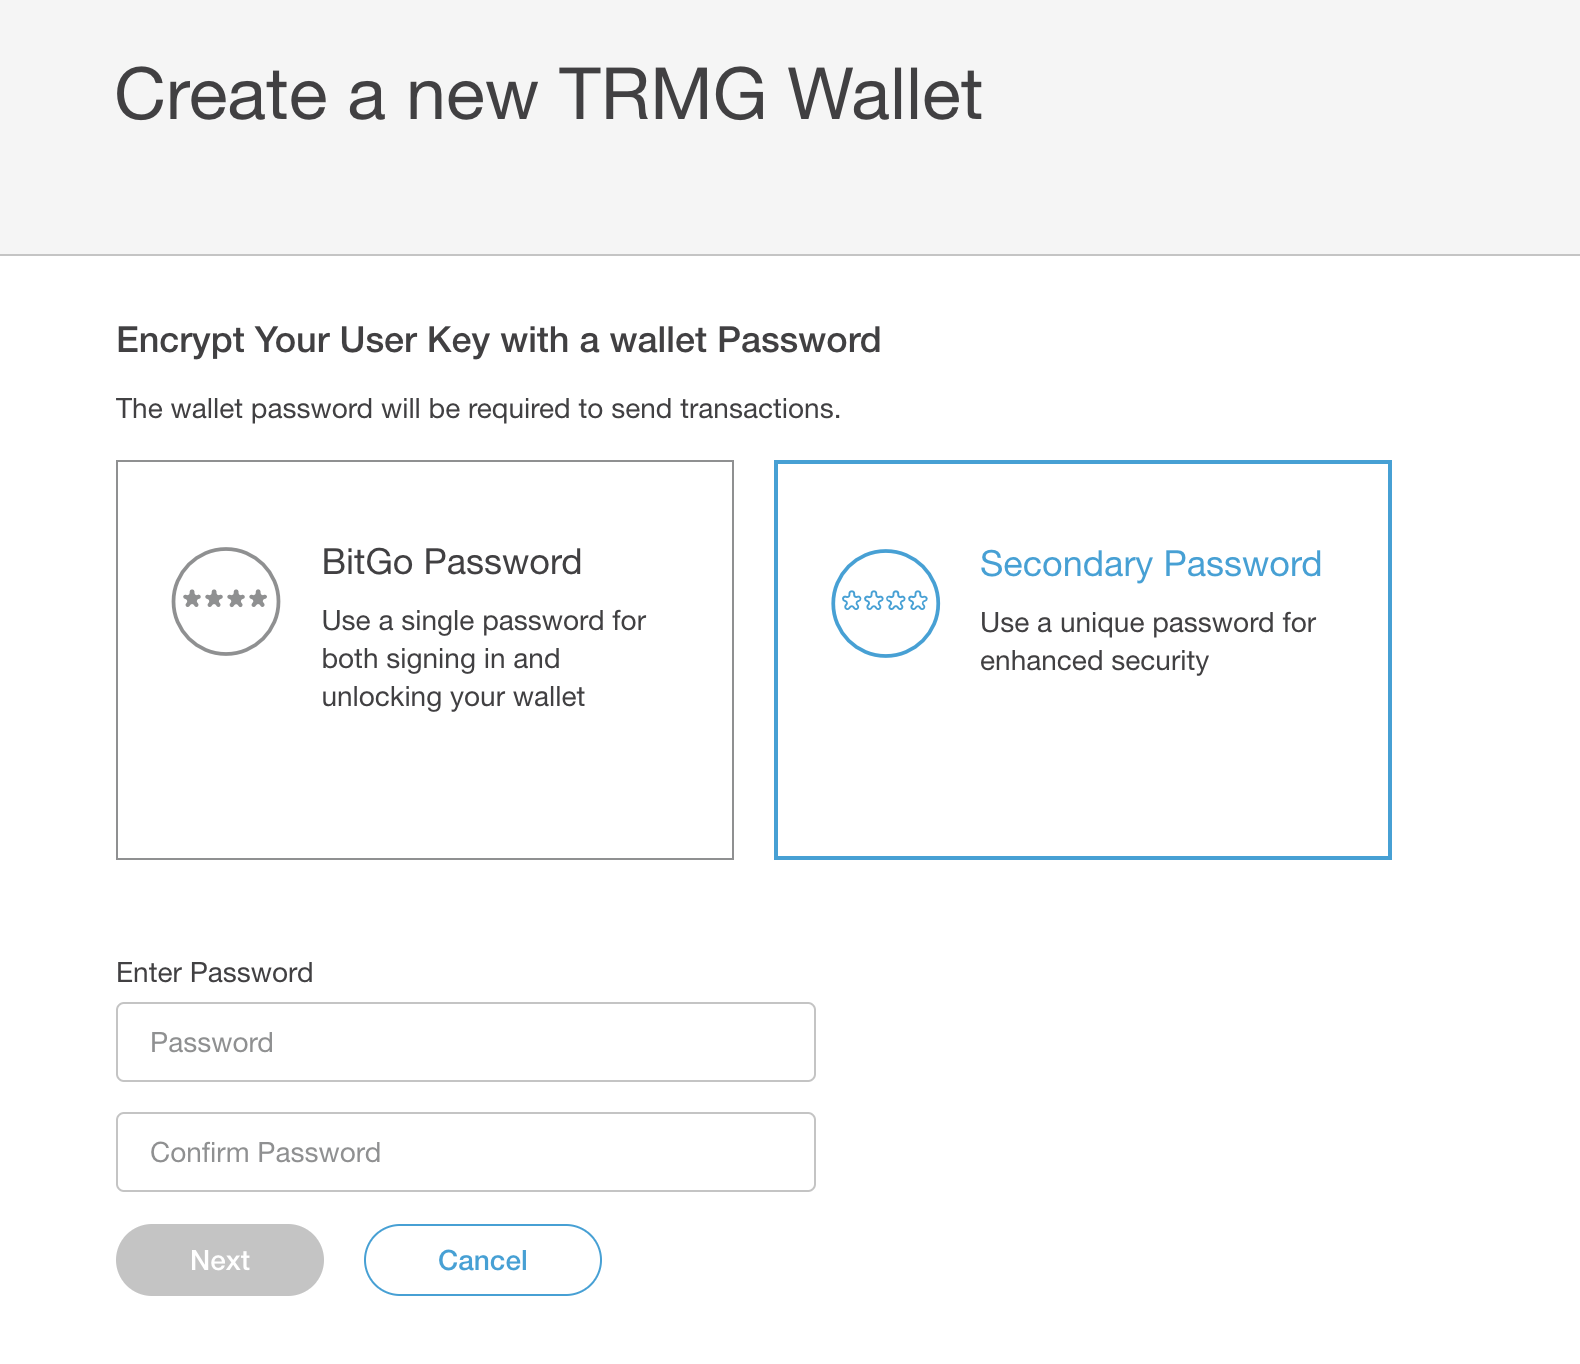 Create a new TRMG Wallet
Encrypt Your User Key with a wallet Password
The wallet password will be required to send transactions.
BitGo Password
Use a single password for
both signing in and
unlocking your wallet
Secondary Password
Use a unique password for
enhanced security
Enter Password
Password
Confirm Password
Next
Cancel